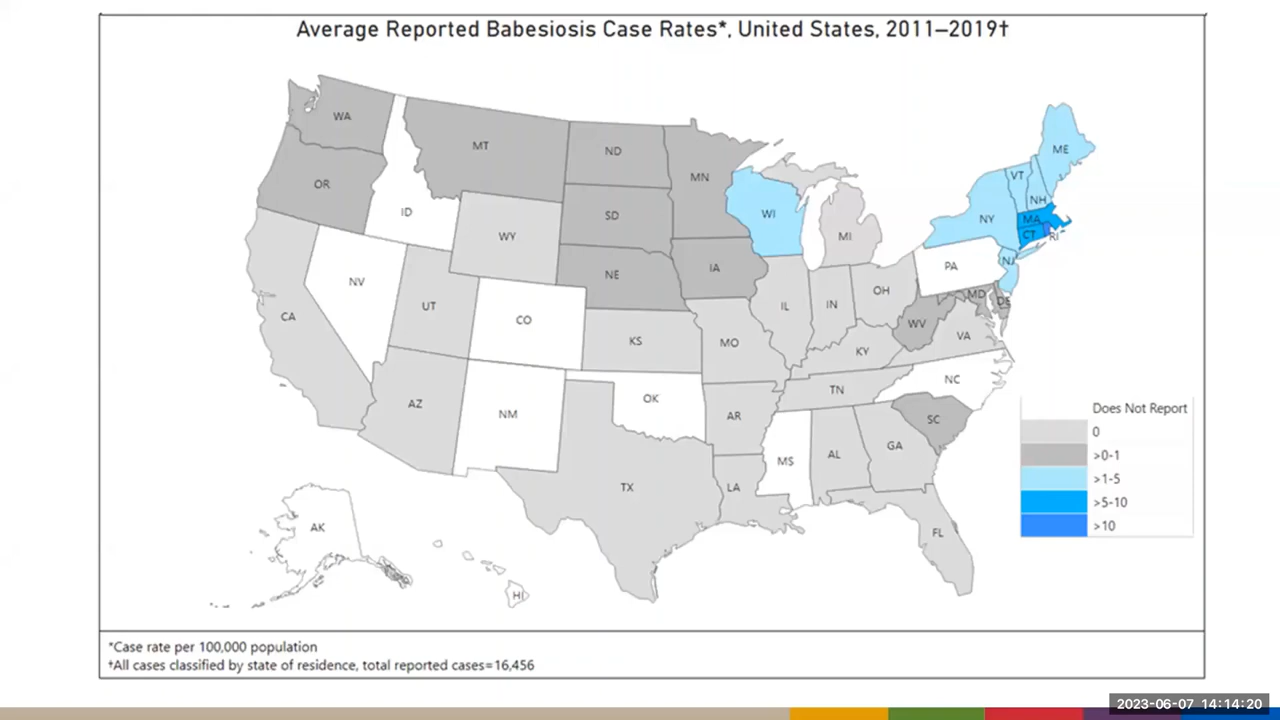 Average Reported Babesiosis Case Rates*, United States, 2011–2019†
WA
MT
ND
MN
ME
OR
ID
SD
WI
VT
NH
NY
MA
WY
MI
CT
RI
IA
PA
NJ
NV
NE
OH
MD
DE
UT
CO
IL
IN
WV
CA
KS
MO
KY
VA
AZ
NM
OK
TN
NC
AR
SC
MS
AL
GA
TX
LA
FL
AK
HI
Does Not Report
0
>0-1
>1-5
>5-10
>10
*Case rate per 100,000 population
†All cases classified by state of residence, total reported cases=16,456
2023-06-07 14:14:20